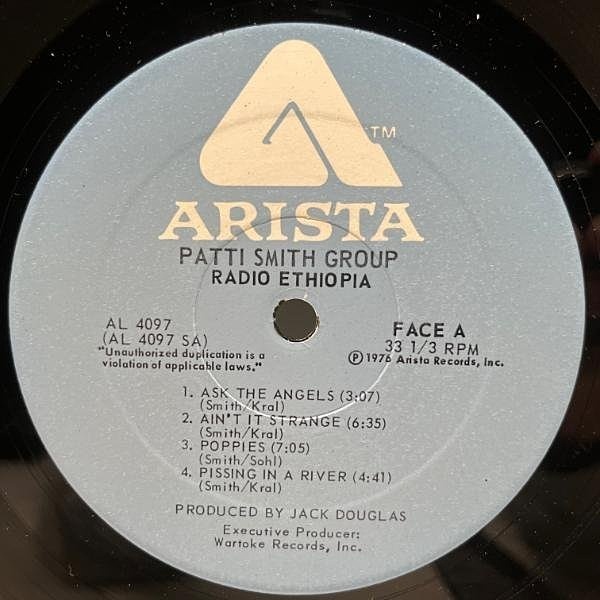 TM
ARISTA
PATTI SMITH GROUP
RADIO ETHIOPIA
AL 4097
(AL 4097 SA)
"Unauthorized duplication is a
violation of applicable laws."
FACE A
33 1/3 RPM
Ⓟ 1976 Arista Records, Inc.
1. ASK THE ANGELS (3:07)
(Smith/Kral)
2. AIN'T IT STRANGE (6:35)
(Smith/Kral)
3. POPPIES (7:05)
(Smith/Sohl)
4. PISSING IN A RIVER (4:41)
(Smith/Kral)
PRODUCED BY JACK DOUGLAS
Executive Producer:
Wartoke Records, Inc.